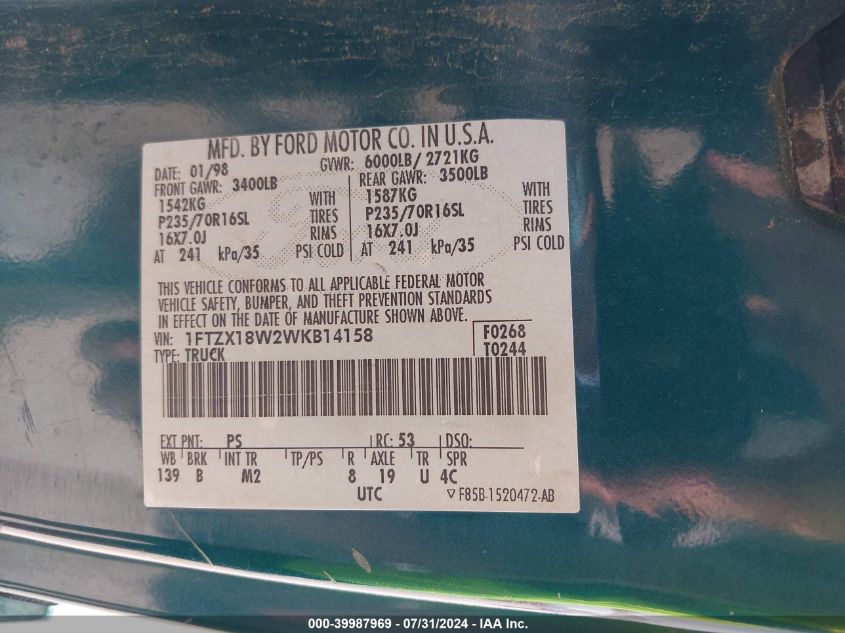 MFD. BY FORD MOTOR CO. IN U.S.A.
DATE: 01/98 GVWR: 6000LB/ 2721KG
FRONT GAWR: 3400LB REAR GAWR: 3500LB
1542KG WITH 1587KG WITH
P235/70R16SL TIRES P235/70R16SL TIRES
16X7.0J RIMS 16X7.0J RIMS
AT 241 kPa/35 PSI COLD AT 241 kPa/35 PSI COLD
THIS VEHICLE CONFORMS TO ALL APPLICABLE FEDERAL MOTOR
VEHICLE SAFETY, BUMPER, AND THEFT PREVENTION STANDARDS
IN EFFECT ON THE DATE OF MANUFACTURE SHOWN ABOVE.
VIN: 1FTZX18W2WKB14158 F0268
TYPE: TRUCK T0244
EXT PNT: PS RC: 53 DSO:
WB BRK INT TR TP/PS R AXLE TR SPR
139 B M2 8 19 U 4C
UTC ▽ F85B-1520472-AB
000-39987969 - 07/31/2024 - IAA Inc.